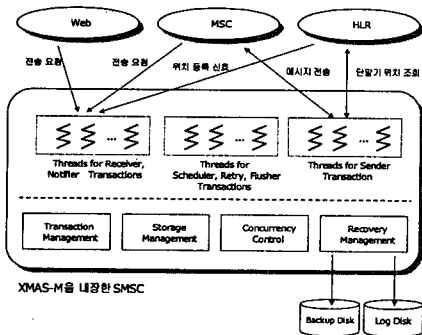 Web
MSC
HLR
전송 요청
전송 요청
위치 등록 신호
메시지 전송
단말기 위치 조회
...
...
...
Threads for Receiver,
Notifier Transactions
Threads for
Scheduler, Retry, Flusher
Transactions
Threads for Sender
Transaction
Transaction
Management
Storage
Management
Concurrency
Control
Recovery
Management
XMAS-M을 내장한 SMSC
Backup Disk
Log Disk